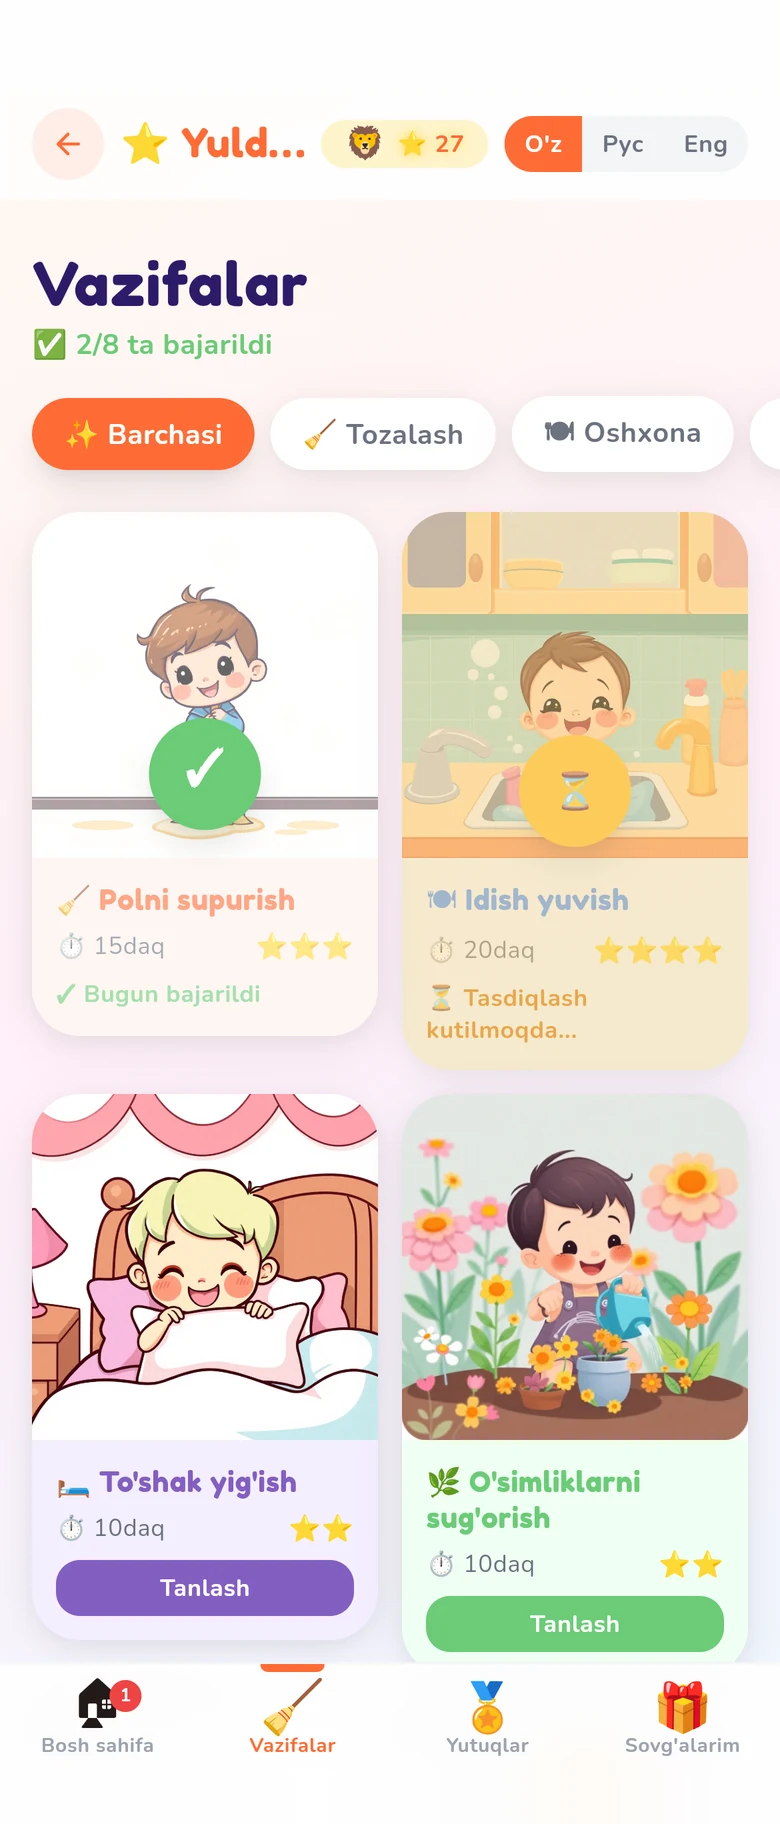 ⭐ Yuld... 🦁 ⭐ 27 O'z Рус Eng
Vazifalar
✅ 2/8 ta bajarildi
✨ Barchasi 🧹 Tozalash 🍽 Oshxona
🧹 Polni supurish
⏱ 15daq ⭐⭐⭐
✓ Bugun bajarildi
🍽 Idish yuvish
⏱ 20daq ⭐⭐⭐⭐
⏳ Tasdiqlash
kutilmoqda...
🛏 To'shak yig'ish
⏱ 10daq ⭐⭐
Tanlash
🌿 O'simliklarni
sug'orish
⏱ 10daq ⭐⭐
Tanlash
1
Bosh sahifa Vazifalar Yutuqlar Sovg'alarim